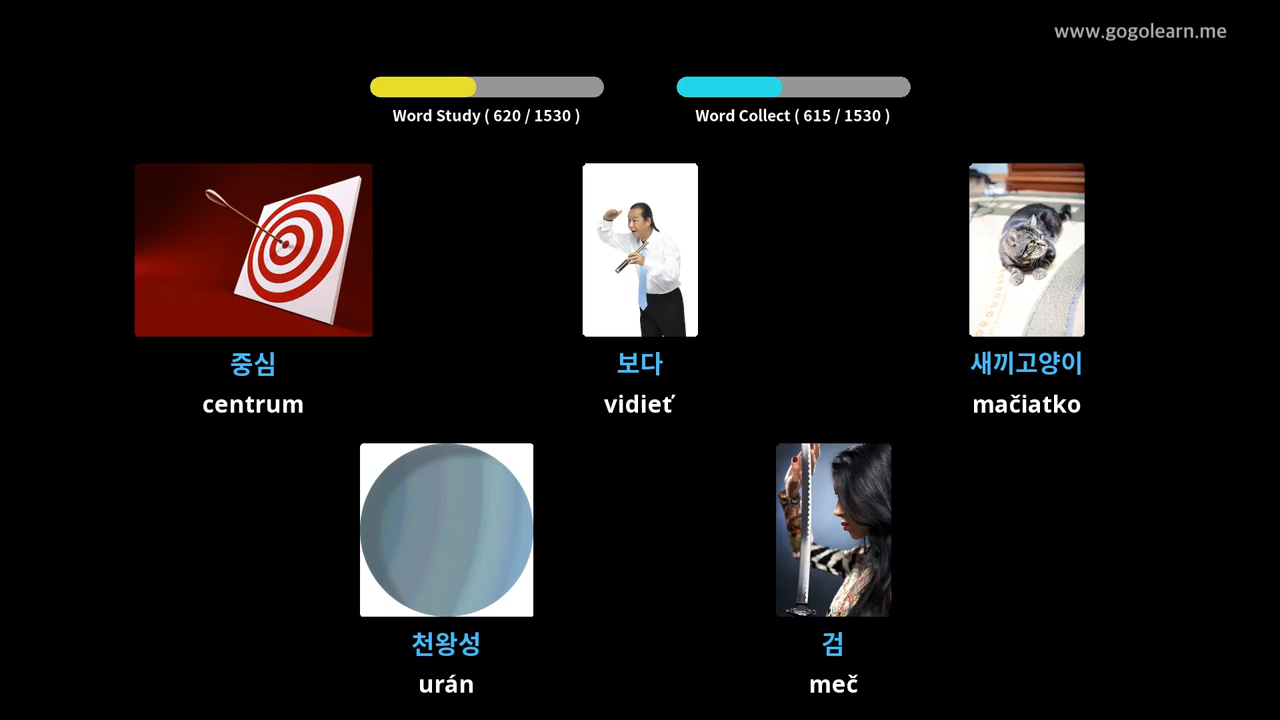 www.gogolearn.me
Word Study ( 620 / 1530 )
Word Collect ( 615 / 1530 )
중심
centrum
보다
vidieť
새끼고양이
mačiatko
천왕성
urán
검
meč